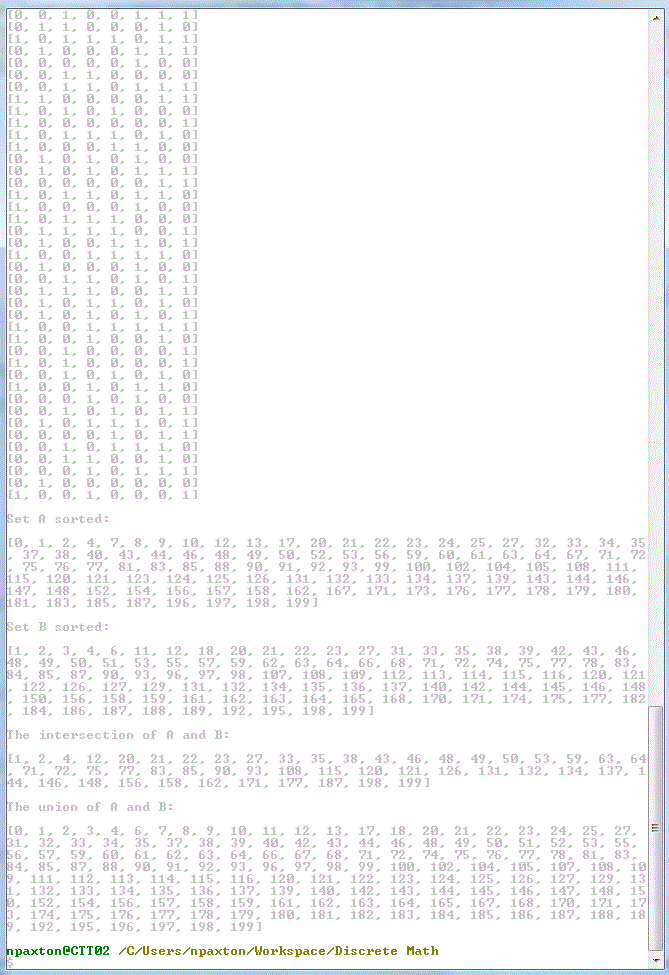 [0, 0, 1, 0, 0, 1, 1, 1]
[0, 1, 1, 0, 0, 0, 1, 0]
[1, 0, 1, 1, 1, 0, 1, 1]
[0, 1, 0, 0, 0, 1, 1, 1]
[0, 0, 0, 0, 0, 1, 0, 0]
[0, 0, 1, 1, 0, 0, 0, 0]
[0, 0, 1, 1, 0, 1, 1, 1]
[1, 1, 0, 0, 0, 0, 1, 1]
[1, 0, 1, 0, 1, 0, 0, 0]
[1, 0, 0, 0, 0, 0, 0, 1]
[1, 0, 1, 1, 1, 0, 1, 0]
[1, 0, 0, 0, 1, 1, 1, 0]
[0, 1, 0, 1, 0, 1, 0, 0]
[0, 1, 0, 1, 0, 1, 1, 1]
[0, 0, 0, 0, 0, 0, 1, 1]
[1, 0, 1, 1, 0, 1, 1, 0]
[1, 0, 0, 0, 0, 1, 0, 0]
[1, 0, 1, 1, 1, 0, 0, 0]
[0, 1, 1, 1, 1, 0, 0, 1]
[0, 1, 0, 0, 1, 1, 0, 1]
[1, 0, 0, 1, 1, 1, 1, 0]
[0, 1, 0, 0, 0, 1, 0, 0]
[0, 0, 1, 1, 0, 1, 0, 1]
[0, 1, 1, 1, 0, 0, 1, 1]
[0, 1, 0, 1, 1, 0, 1, 0]
[0, 1, 0, 0, 1, 0, 1, 1]
[1, 0, 0, 1, 1, 1, 1, 1]
[1, 0, 0, 1, 0, 0, 1, 0]
[0, 0, 1, 0, 0, 0, 0, 1]
[1, 0, 1, 0, 0, 0, 0, 1]
[0, 0, 1, 0, 1, 0, 1, 0]
[1, 0, 0, 1, 0, 1, 1, 0]
[0, 0, 0, 1, 0, 1, 0, 0]
[0, 0, 1, 0, 1, 0, 1, 1]
[0, 1, 0, 1, 1, 1, 0, 1]
[0, 0, 0, 0, 1, 0, 1, 1]
[0, 0, 1, 0, 1, 1, 1, 0]
[0, 0, 1, 1, 0, 0, 1, 0]
[0, 0, 0, 1, 0, 1, 1, 1]
[0, 1, 0, 0, 0, 0, 0, 0]
[1, 0, 0, 1, 0, 0, 0, 1]
Set A sorted:
[0, 1, 2, 4, 7, 8, 9, 10, 12, 13, 17, 20, 21, 22, 23, 24, 25, 27, 32, 33, 34, 35
, 37, 38, 40, 43, 44, 46, 48, 49, 50, 52, 53, 56, 59, 60, 61, 63, 64, 67, 71, 72
, 75, 76, 77, 81, 83, 85, 88, 90, 91, 92, 93, 99, 100, 102, 104, 105, 108, 111,
115, 120, 121, 123, 124, 125, 126, 131, 132, 133, 134, 137, 139, 143, 144, 146,
147, 148, 152, 154, 156, 157, 158, 162, 167, 171, 173, 176, 177, 178, 179, 180,
181, 183, 185, 187, 196, 197, 198, 199]
Set B sorted:
[1, 2, 3, 4, 6, 11, 12, 18, 20, 21, 22, 23, 27, 31, 33, 35, 38, 39, 42, 43, 46,
48, 49, 50, 51, 53, 55, 57, 59, 62, 63, 64, 66, 68, 71, 72, 74, 75, 77, 78, 83,
84, 85, 87, 90, 93, 96, 97, 98, 107, 108, 109, 112, 113, 114, 115, 116, 120, 121
, 122, 126, 127, 129, 131, 132, 134, 135, 136, 137, 140, 142, 144, 145, 146, 148
, 150, 156, 158, 159, 161, 162, 163, 164, 165, 168, 170, 171, 174, 175, 177, 182
, 184, 186, 187, 188, 189, 192, 195, 198, 199]
The intersection of A and B:
[1, 2, 4, 12, 20, 21, 22, 23, 27, 33, 35, 38, 43, 46, 48, 49, 50, 53, 59, 63, 64
, 71, 72, 75, 77, 83, 85, 90, 93, 108, 115, 120, 121, 126, 131, 132, 134, 137, 1
44, 146, 148, 156, 158, 162, 171, 177, 187, 198, 199]
The union of A and B:
[0, 1, 2, 3, 4, 6, 7, 8, 9, 10, 11, 12, 13, 17, 18, 20, 21, 22, 23, 24, 25, 27,
31, 32, 33, 34, 35, 37, 38, 39, 40, 42, 43, 44, 46, 48, 49, 50, 51, 52, 53, 55,
56, 57, 59, 60, 61, 62, 63, 64, 66, 67, 68, 71, 72, 74, 75, 76, 77, 78, 81, 83,
84, 85, 87, 88, 90, 91, 92, 93, 96, 97, 98, 99, 100, 102, 104, 105, 107, 108, 10
9, 111, 112, 113, 114, 115, 116, 120, 121, 122, 123, 124, 125, 126, 127, 129, 13
1, 132, 133, 134, 135, 136, 137, 139, 140, 142, 143, 144, 145, 146, 147, 148, 15
0, 152, 154, 156, 157, 158, 159, 161, 162, 163, 164, 165, 167, 168, 170, 171, 17
3, 174, 175, 176, 177, 178, 179, 180, 181, 182, 183, 184, 185, 186, 187, 188, 18
9, 192, 195, 196, 197, 198, 199]
npaxton@CTT02 /C/Users/npaxton/Workspace/Discrete Math
$